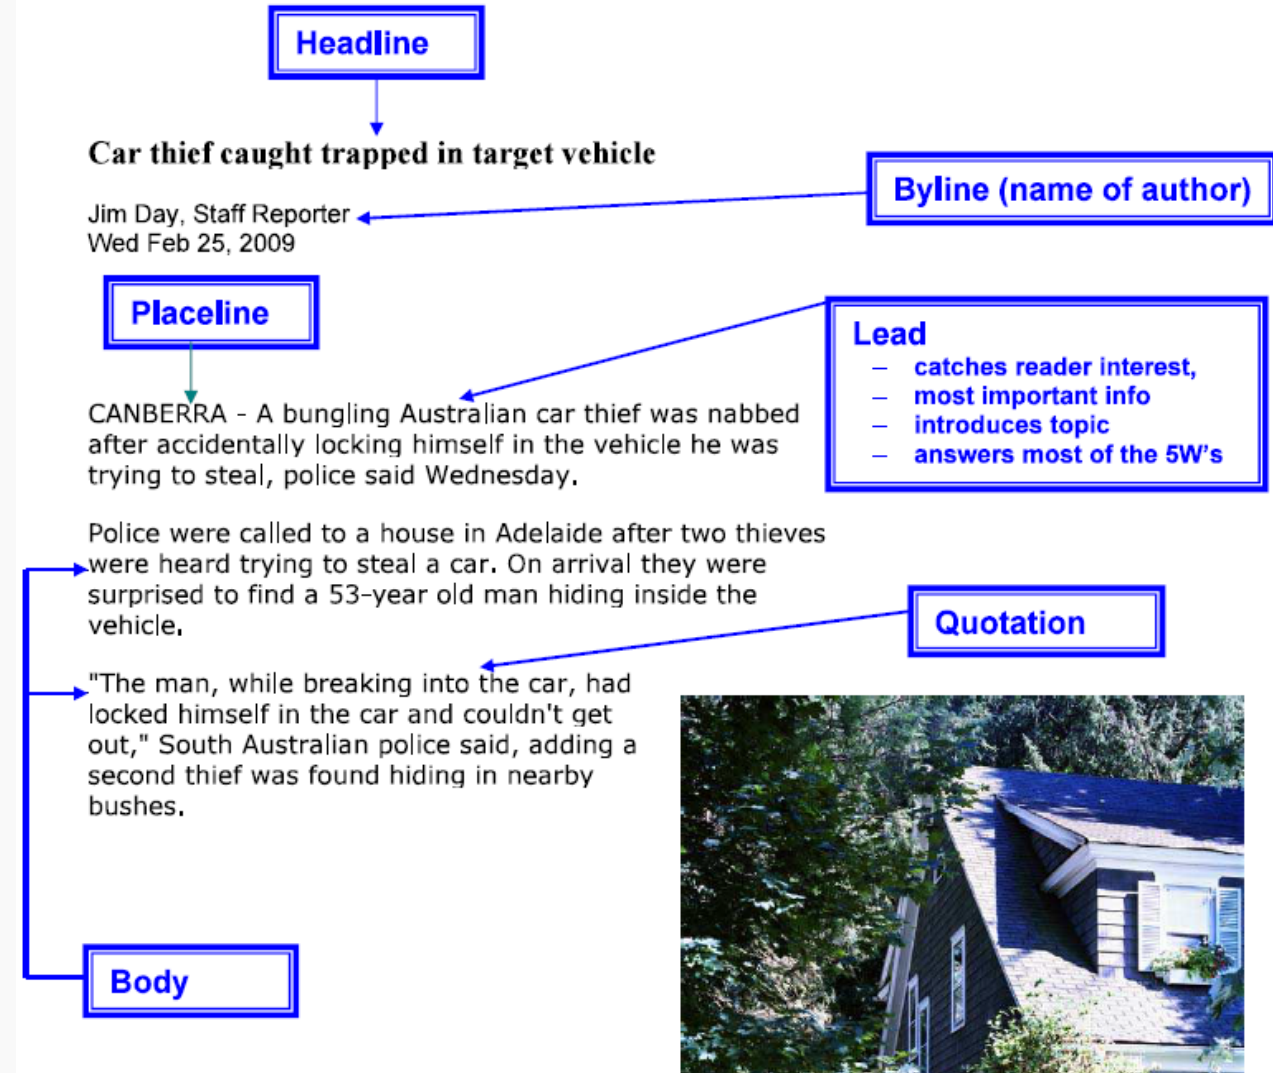 Headline
Car thief caught trapped in target vehicle
Byline (name of author)
Jim Day, Staff Reporter
Wed Feb 25, 2009
Placeline
Lead
– catches reader interest,
– most important info
– introduces topic
– answers most of the 5W's
CANBERRA - A bungling Australian car thief was nabbed
after accidentally locking himself in the vehicle he was
trying to steal, police said Wednesday.
Police were called to a house in Adelaide after two thieves
were heard trying to steal a car. On arrival they were
surprised to find a 53-year old man hiding inside the
vehicle.
Quotation
"The man, while breaking into the car, had
locked himself in the car and couldn't get
out," South Australian police said, adding a
second thief was found hiding in nearby
bushes.
Body